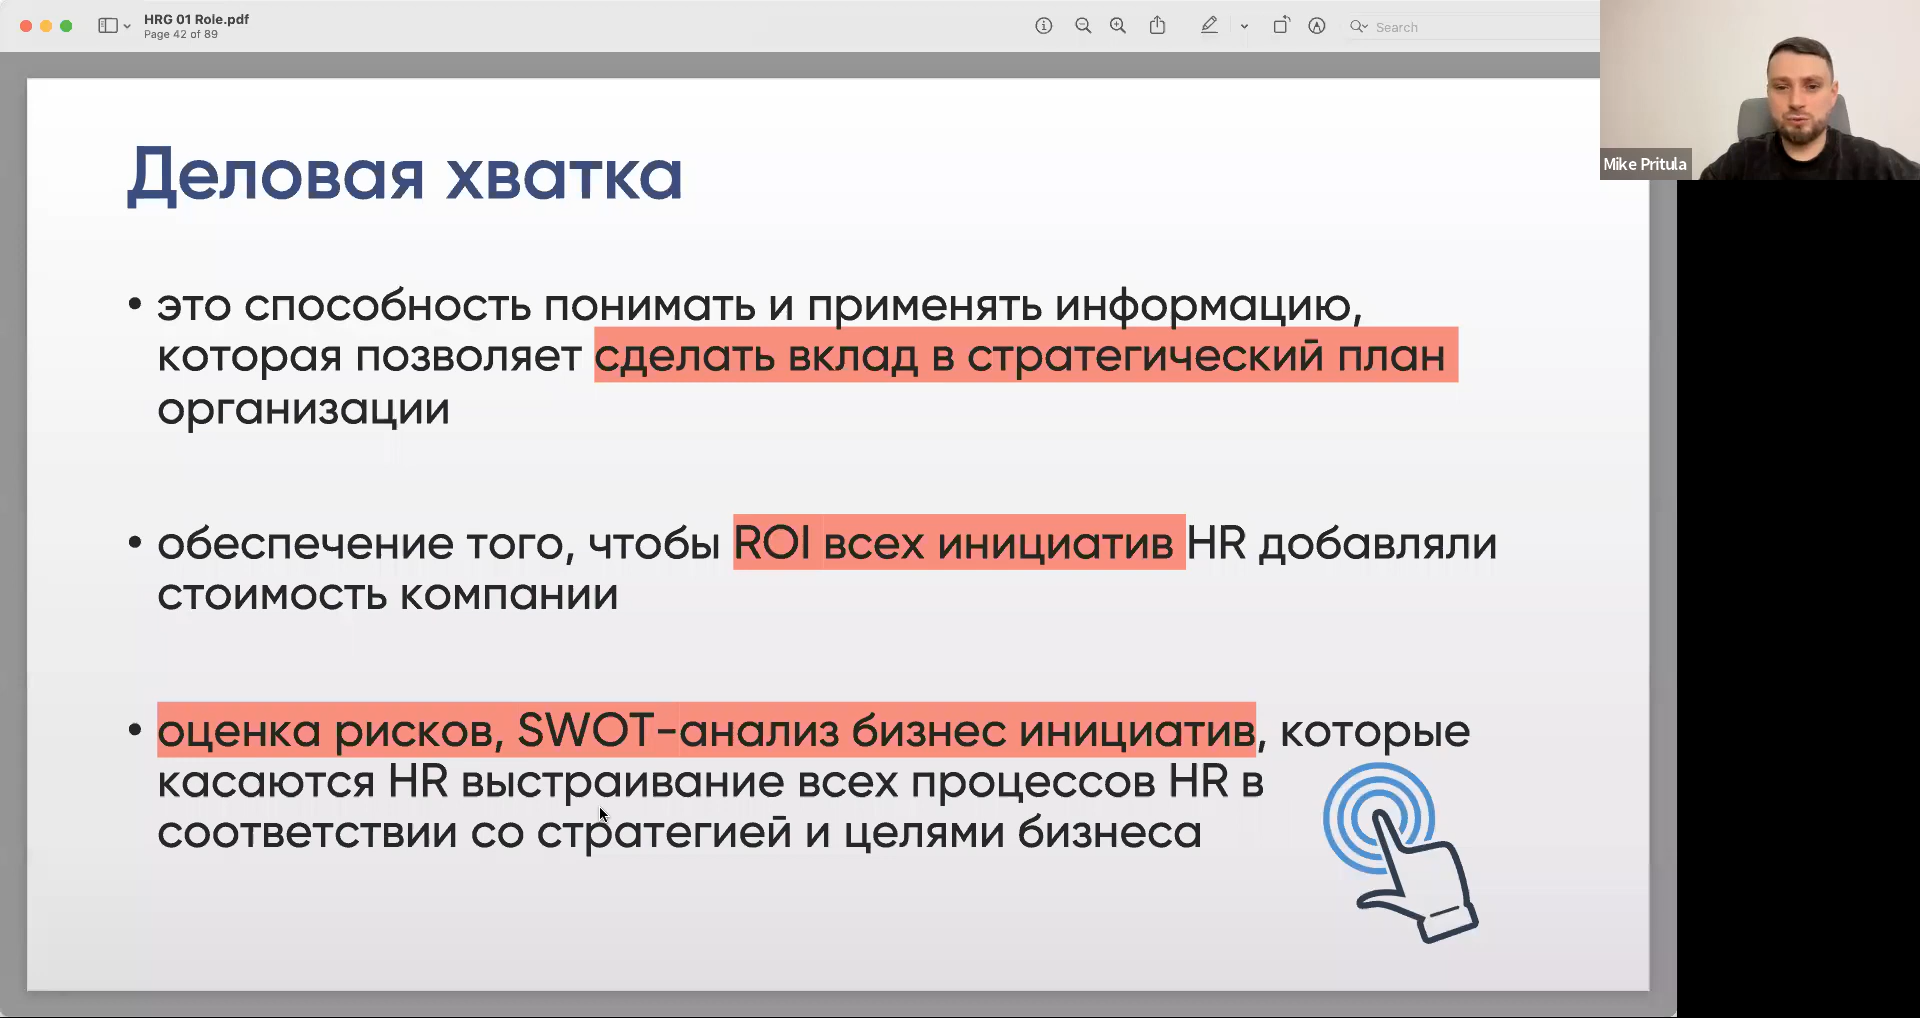 HRG 01 Role.pdf
Page 42 of 89
Search
Mike Pritula
Деловая хватка
• это способность понимать и применять информацию,
которая позволяет сделать вклад в стратегический план
организации
• обеспечение того, чтобы ROI всех инициатив HR добавляли
стоимость компании
• оценка рисков, SWOT-анализ бизнес инициатив, которые
касаются HR выстраивание всех процессов HR в
соответствии со стратегией и целями бизнеса